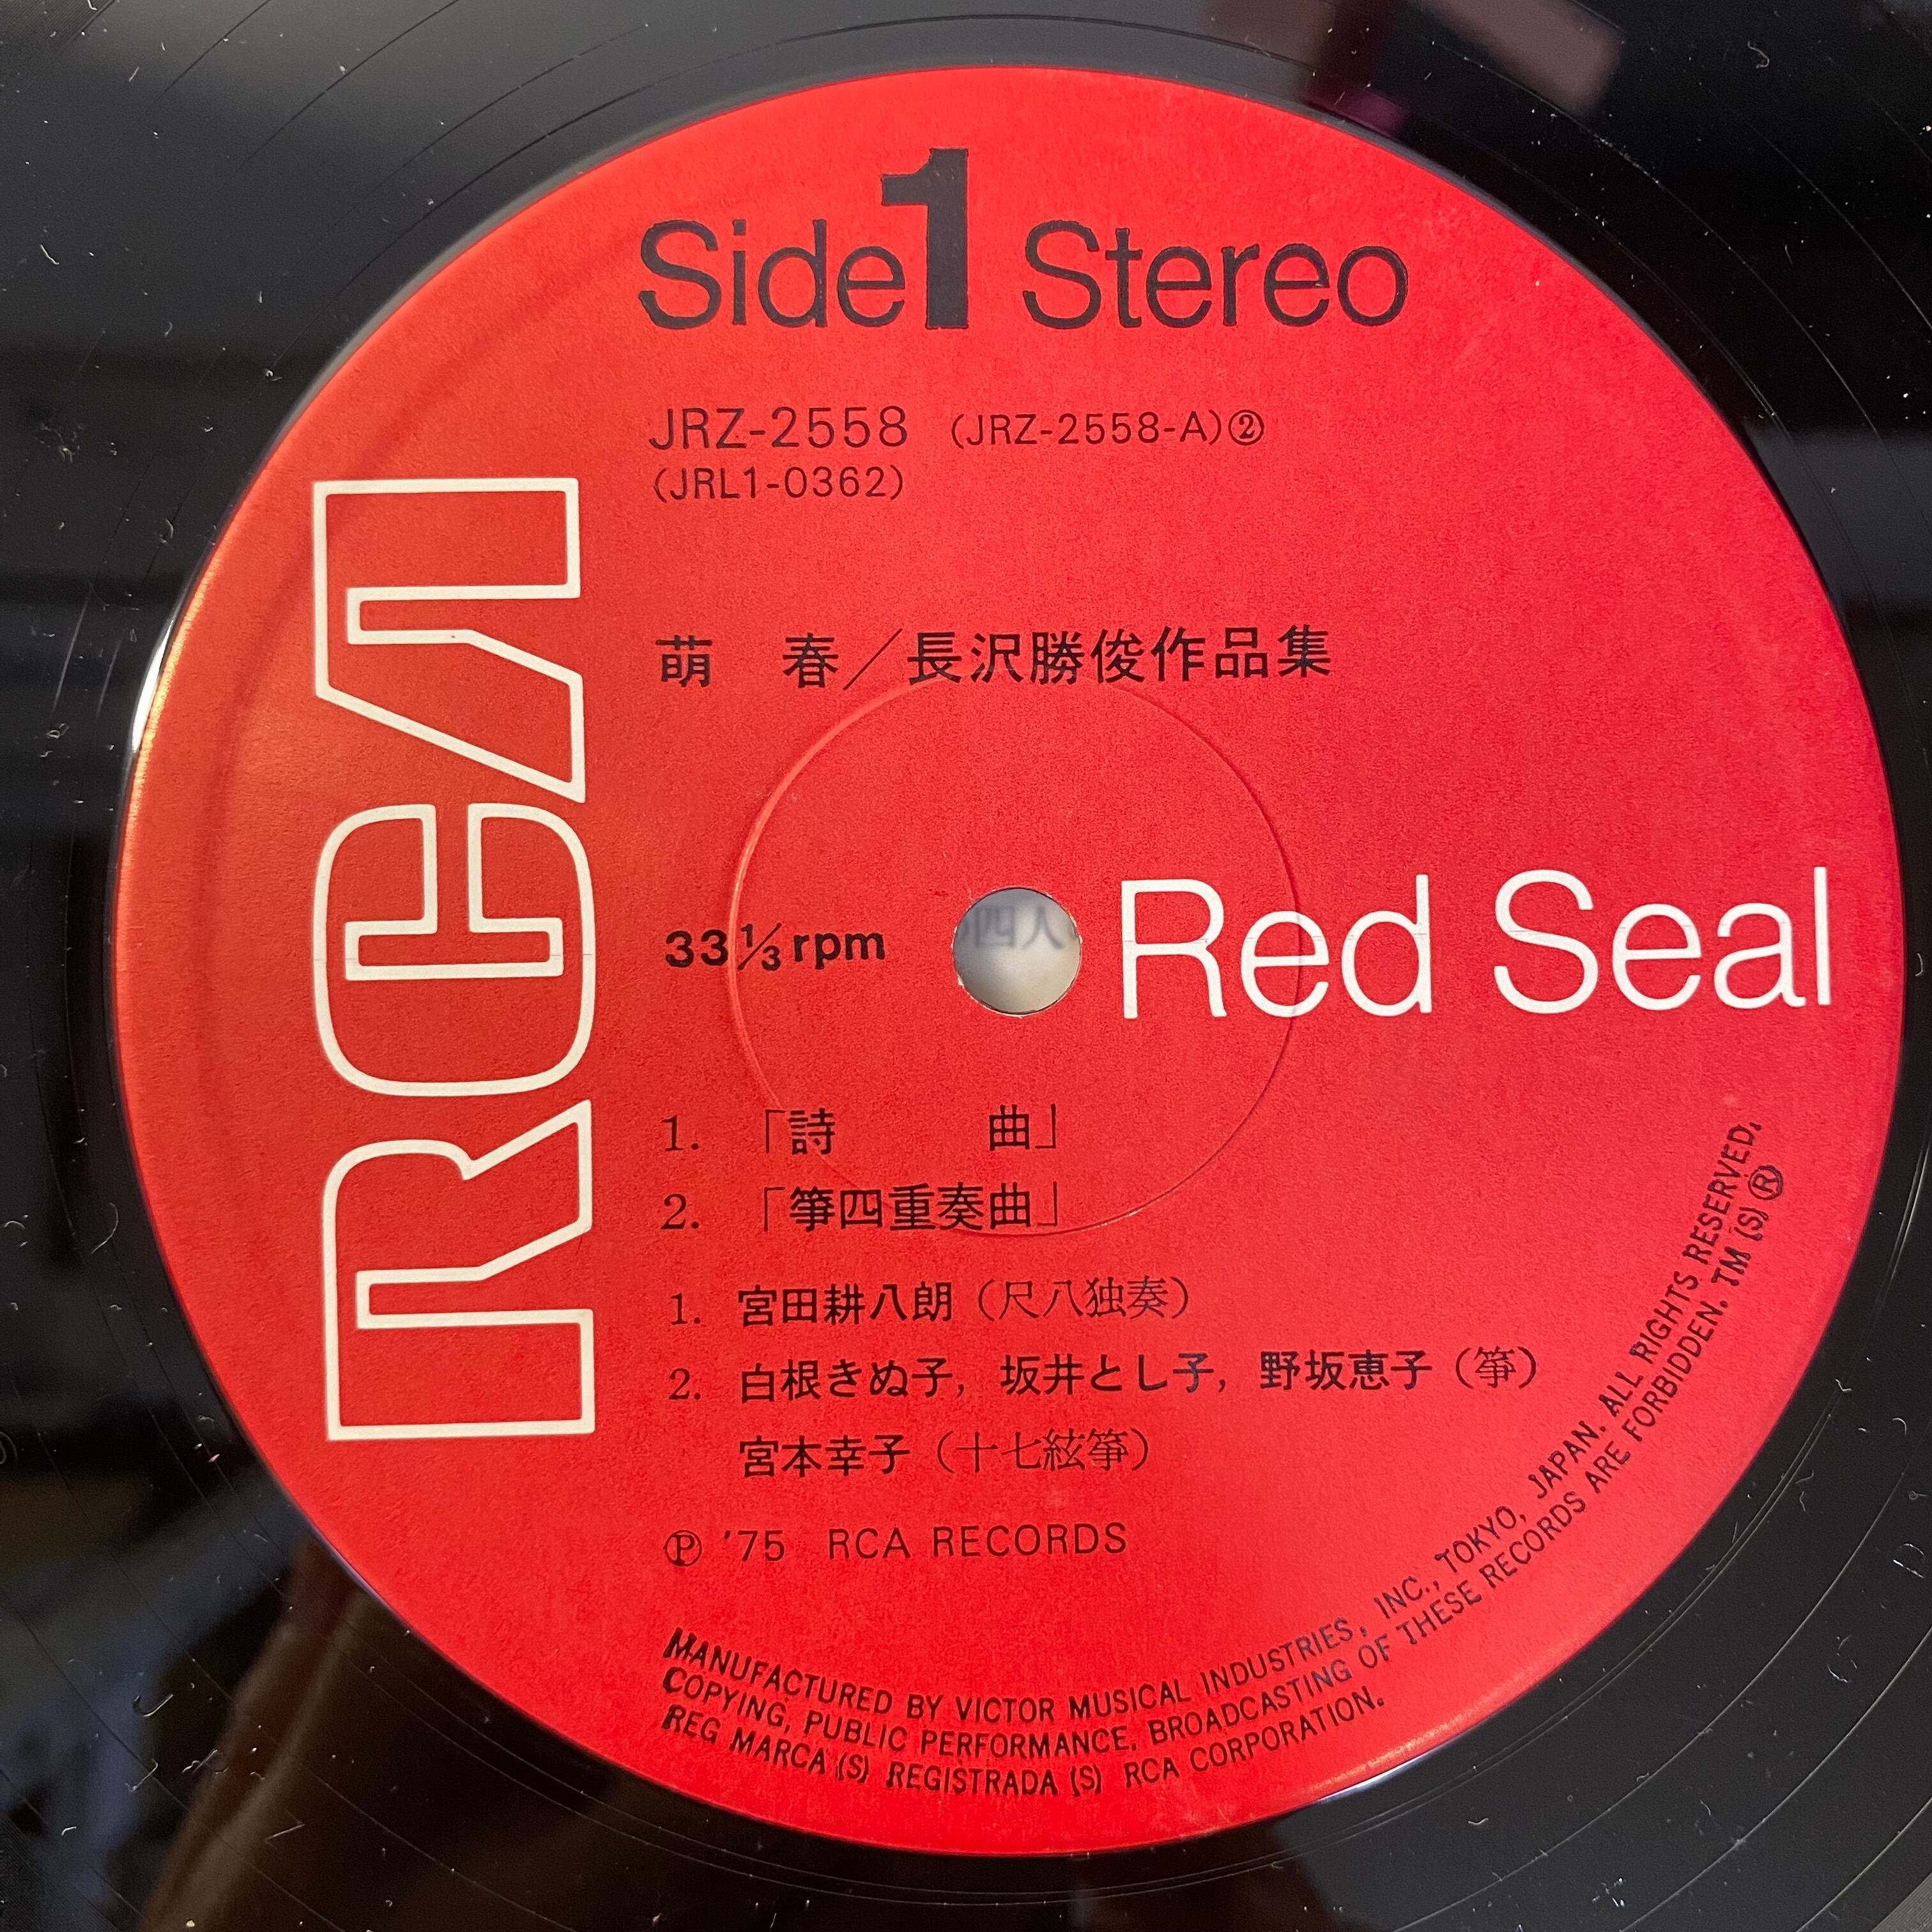 Side 1 Stereo
JRZ-2558 (JRZ-2558-A)②
(JRL1-0362)
萌 春／長沢勝俊作品集
RCA
33⅓ rpm
四人
Red Seal
1. 「詩 曲」
2. 「箏四重奏曲」
1. 宮田耕八朗（尺八独奏）
2. 白根きぬ子, 坂井とし子, 野坂恵子（箏）
宮本幸子（十七絃箏）
Ⓟ '75 RCA RECORDS
MANUFACTURED BY VICTOR MUSICAL INDUSTRIES, INC., TOKYO, JAPAN. ALL RIGHTS RESERVED.
COPYING, PUBLIC PERFORMANCE, BROADCASTING OF THESE RECORDS ARE FORBIDDEN. TM (S) ®
REG MARCA (S) REGISTRADA (S) RCA CORPORATION.